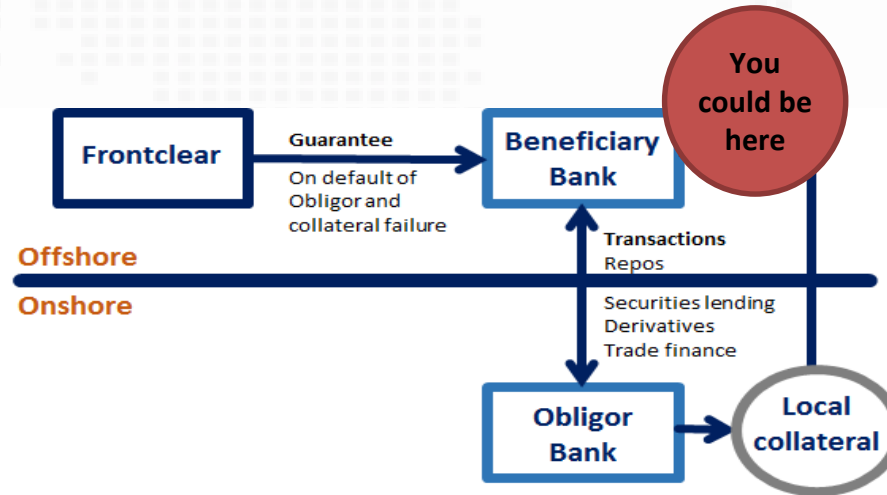 You
could be
here
Frontclear
Guarantee
On default of
Obligor and
collateral failure
Beneficiary
Bank
Transactions
Repos
Offshore
Onshore
Securities lending
Derivatives
Trade finance
Obligor
Bank
Local
collateral